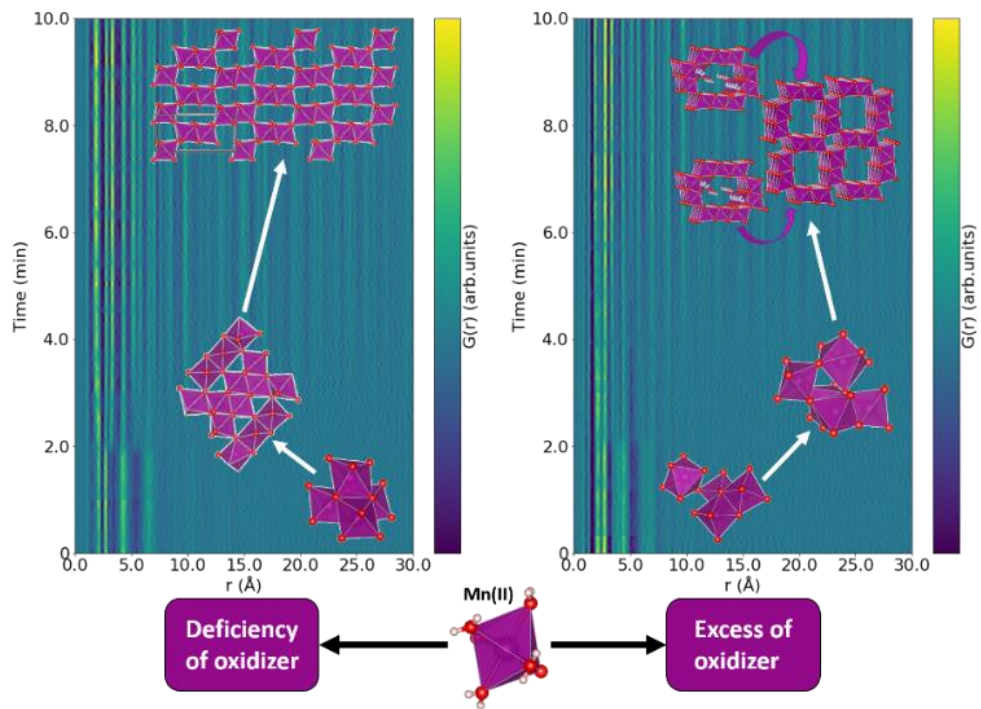 10.0
8.0
6.0
4.0
2.0
0
0
5.0
10.0
15.0
20.0
25.0
30.0
Time (min)
r (Å)
G(r) (arb.units)
10.0
8.0
6.0
4.0
2.0
0
0
5.0
10.0
15.0
20.0
25.0
30.0
Time (min)
r (Å)
G(r) (arb.units)
Mn(II)
Deficiency
of oxidizer
Excess of
oxidizer